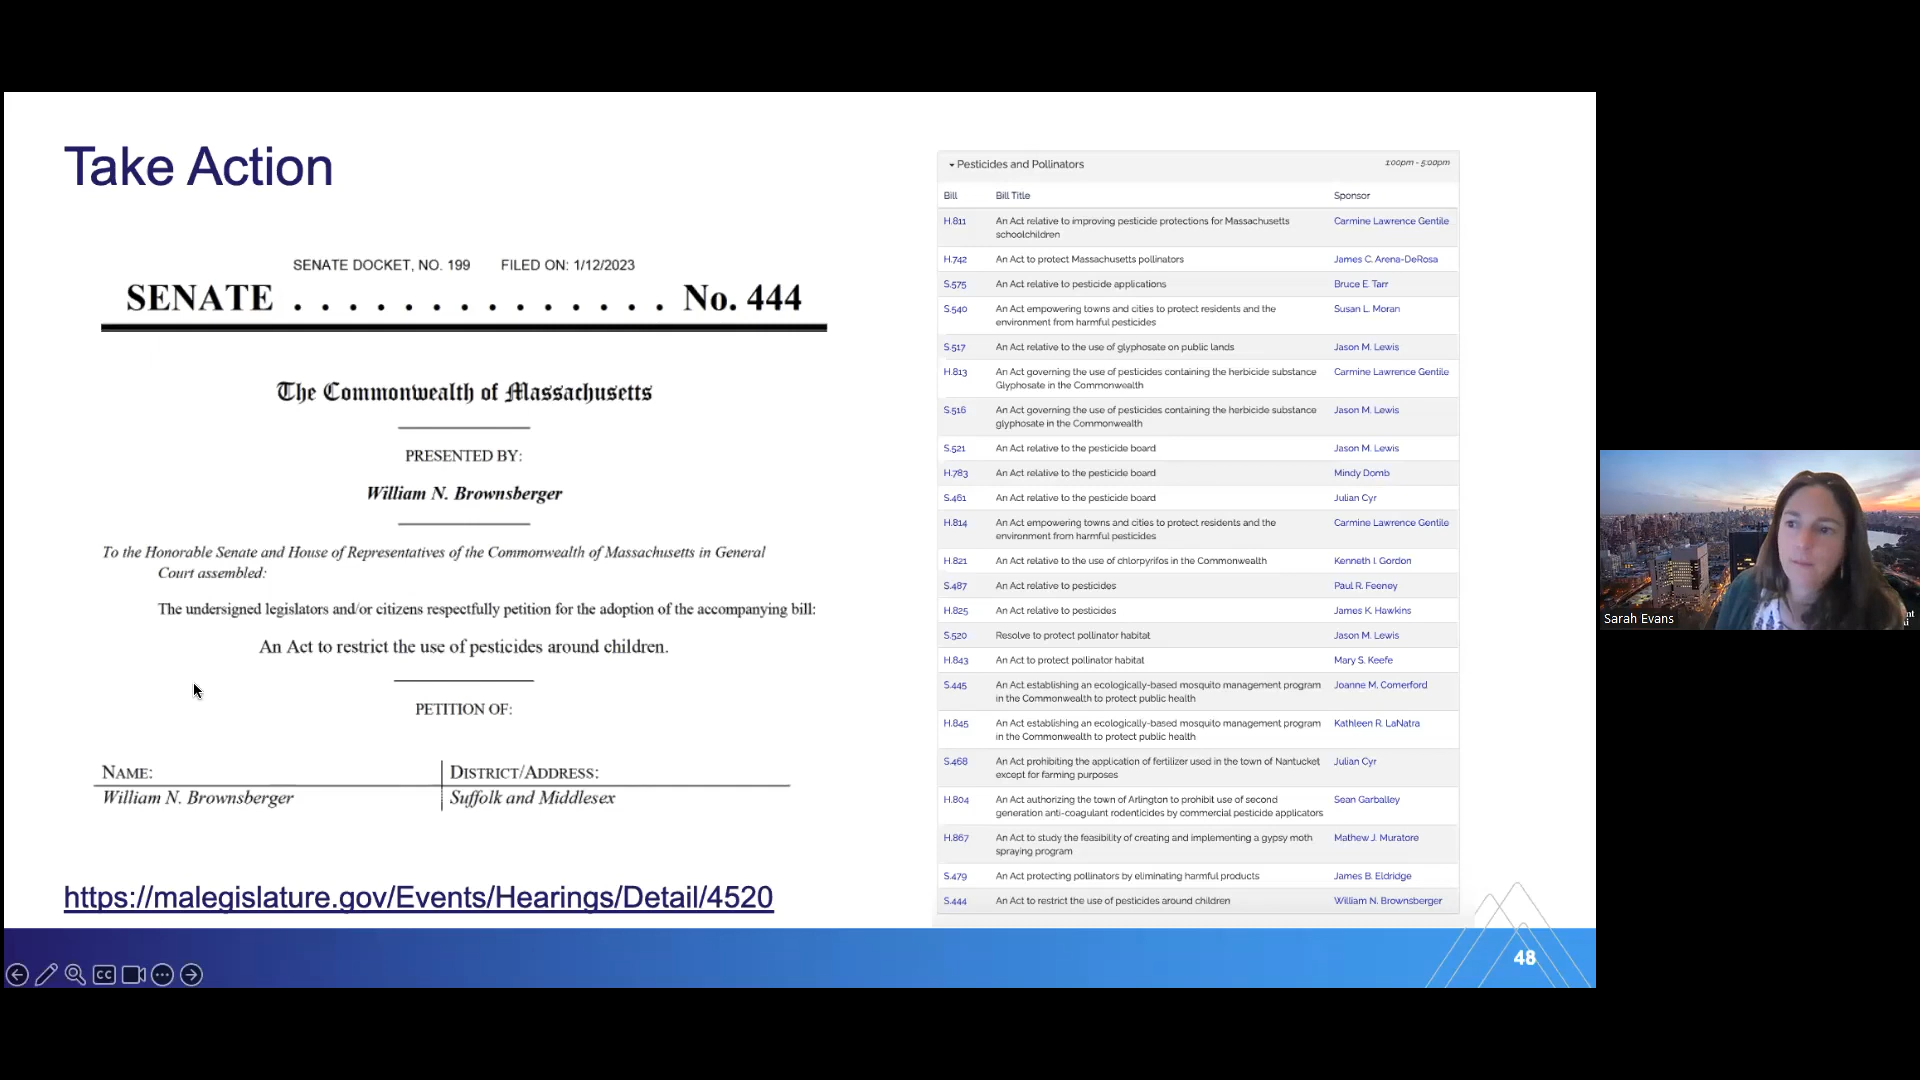 Take Action
SENATE DOCKET, NO. 199 FILED ON: 1/12/2023
SENATE . . . . . . . . . . . . . . No. 444
The Commonwealth of Massachusetts
PRESENTED BY:
William N. Brownsberger
To the Honorable Senate and House of Representatives of the Commonwealth of Massachusetts in General
Court assembled:
The undersigned legislators and/or citizens respectfully petition for the adoption of the accompanying bill:
An Act to restrict the use of pesticides around children.
PETITION OF:
NAME: DISTRICT/ADDRESS:
William N. Brownsberger Suffolk and Middlesex
https://malegislature.gov/Events/Hearings/Detail/4520
Pesticides and Pollinators 1:00pm - 5:00pm
Bill Bill Title Sponsor
H.811 An Act relative to improving pesticide protections for Massachusetts Carmine Lawrence Gentile
schoolchildren
H.742 An Act to protect Massachusetts pollinators James C. Arena-DeRosa
S.575 An Act relative to pesticide applications Bruce E. Tarr
S.540 An Act empowering towns and cities to protect residents and the Susan L. Moran
environment from harmful pesticides
S.517 An Act relative to the use of glyphosate on public lands Jason M. Lewis
H.813 An Act governing the use of pesticides containing the herbicide substance Carmine Lawrence Gentile
Glyphosate in the Commonwealth
S.516 An Act governing the use of pesticides containing the herbicide substance Jason M. Lewis
glyphosate in the Commonwealth
S.521 An Act relative to the pesticide board Jason M. Lewis
H.783 An Act relative to the pesticide board Mindy Domb
S.461 An Act relative to the pesticide board Julian Cyr
H.814 An Act empowering towns and cities to protect residents and the Carmine Lawrence Gentile
environment from harmful pesticides
H.821 An Act relative to the use of chlorpyrifos in the Commonwealth Kenneth I. Gordon
S.487 An Act relative to pesticides Paul R. Feeney
H.825 An Act relative to pesticides James K. Hawkins
S.520 Resolve to protect pollinator habitat Jason M. Lewis
H.843 An Act to protect pollinator habitat Mary S. Keefe
S.445 An Act establishing an ecologically-based mosquito management program Joanne M. Comerford
in the Commonwealth to protect public health
H.845 An Act establishing an ecologically-based mosquito management program Kathleen R. LaNatra
in the Commonwealth to protect public health
S.468 An Act prohibiting the application of fertilizer used in the town of Nantucket Julian Cyr
except for farming purposes
H.804 An Act authorizing the town of Arlington to prohibit use of second Sean Garballey
generation anti-coagulant rodenticides by commercial pesticide applicators
H.867 An Act to study the feasibility of creating and implementing a gypsy moth Mathew J. Muratore
spraying program
S.479 An Act protecting pollinators by eliminating harmful products James B. Eldridge
S.444 An Act to restrict the use of pesticides around children William N. Brownsberger
48
CC
Sarah Evans